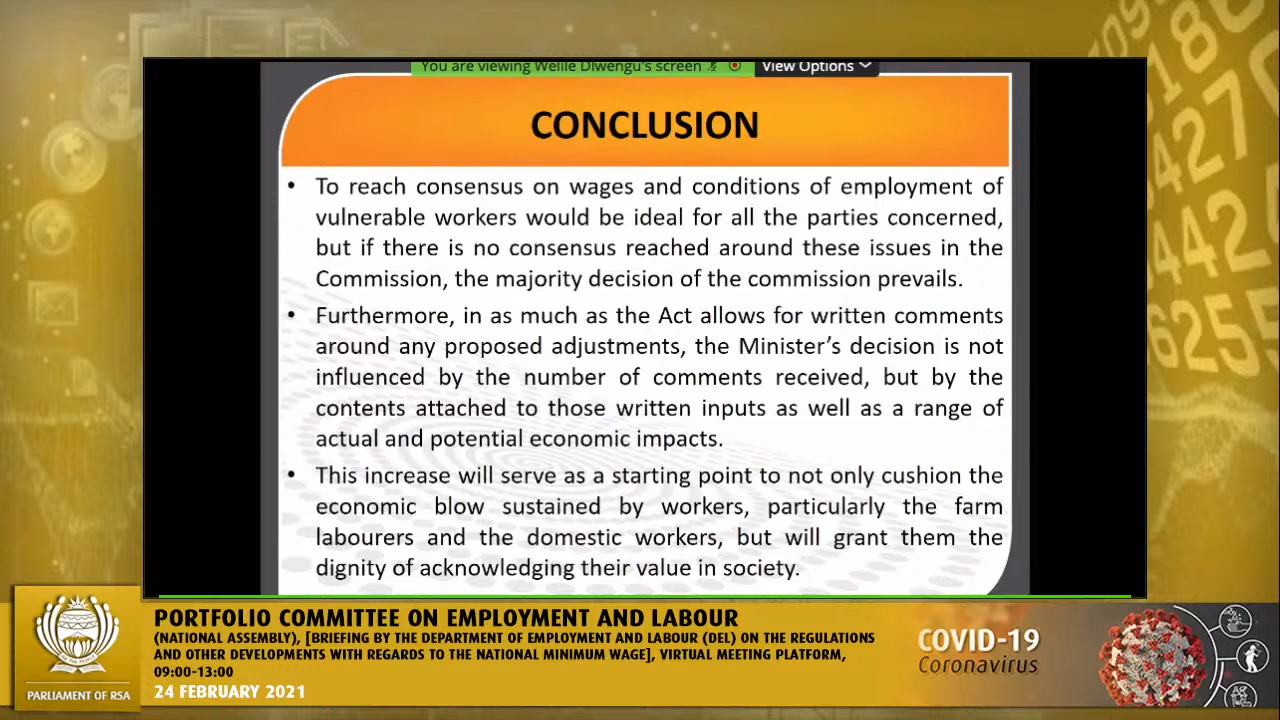 You are viewing Wellie Diwengu's screen View Options
CONCLUSION
• To reach consensus on wages and conditions of employment of
vulnerable workers would be ideal for all the parties concerned,
but if there is no consensus reached around these issues in the
Commission, the majority decision of the commission prevails.
• Furthermore, in as much as the Act allows for written comments
around any proposed adjustments, the Minister’s decision is not
influenced by the number of comments received, but by the
contents attached to those written inputs as well as a range of
actual and potential economic impacts.
• This increase will serve as a starting point to not only cushion the
economic blow sustained by workers, particularly the farm
labourers and the domestic workers, but will grant them the
dignity of acknowledging their value in society.
PORTFOLIO COMMITTEE ON EMPLOYMENT AND LABOUR
(NATIONAL ASSEMBLY), [BRIEFING BY THE DEPARTMENT OF EMPLOYMENT AND LABOUR (DEL) ON THE REGULATIONS
AND OTHER DEVELOPMENTS WITH REGARDS TO THE NATIONAL MINIMUM WAGE], VIRTUAL MEETING PLATFORM,
09:00-13:00
24 FEBRUARY 2021
PARLIAMENT OF RSA
COVID-19
Coronavirus